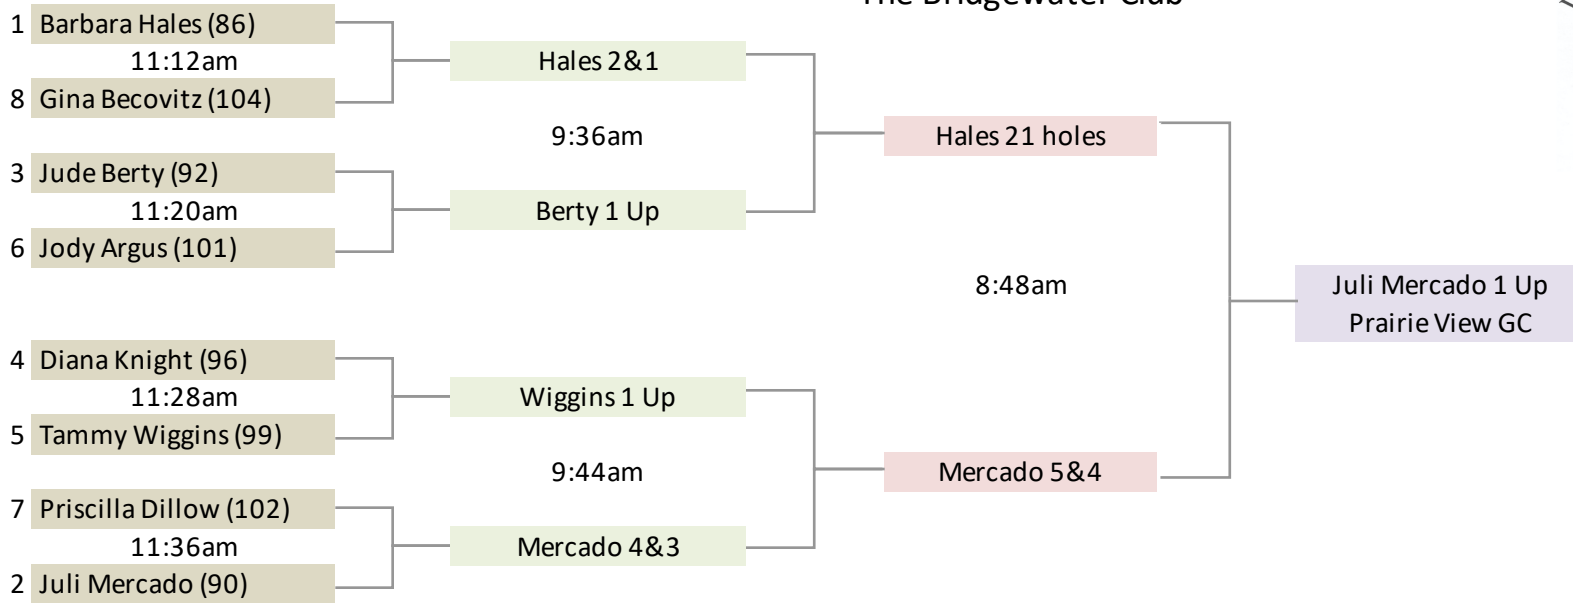 The Bridgewater Club
1 Barbara Hales (86)
11:12am
8 Gina Becovitz (104)
Hales 2&1
9:36am
3 Jude Berty (92)
11:20am
6 Jody Argus (101)
Berty 1 Up
Hales 21 holes
8:48am
4 Diana Knight (96)
11:28am
5 Tammy Wiggins (99)
Wiggins 1 Up
9:44am
7 Priscilla Dillow (102)
11:36am
2 Juli Mercado (90)
Mercado 4&3
Mercado 5&4
Juli Mercado 1 Up
Prairie View GC